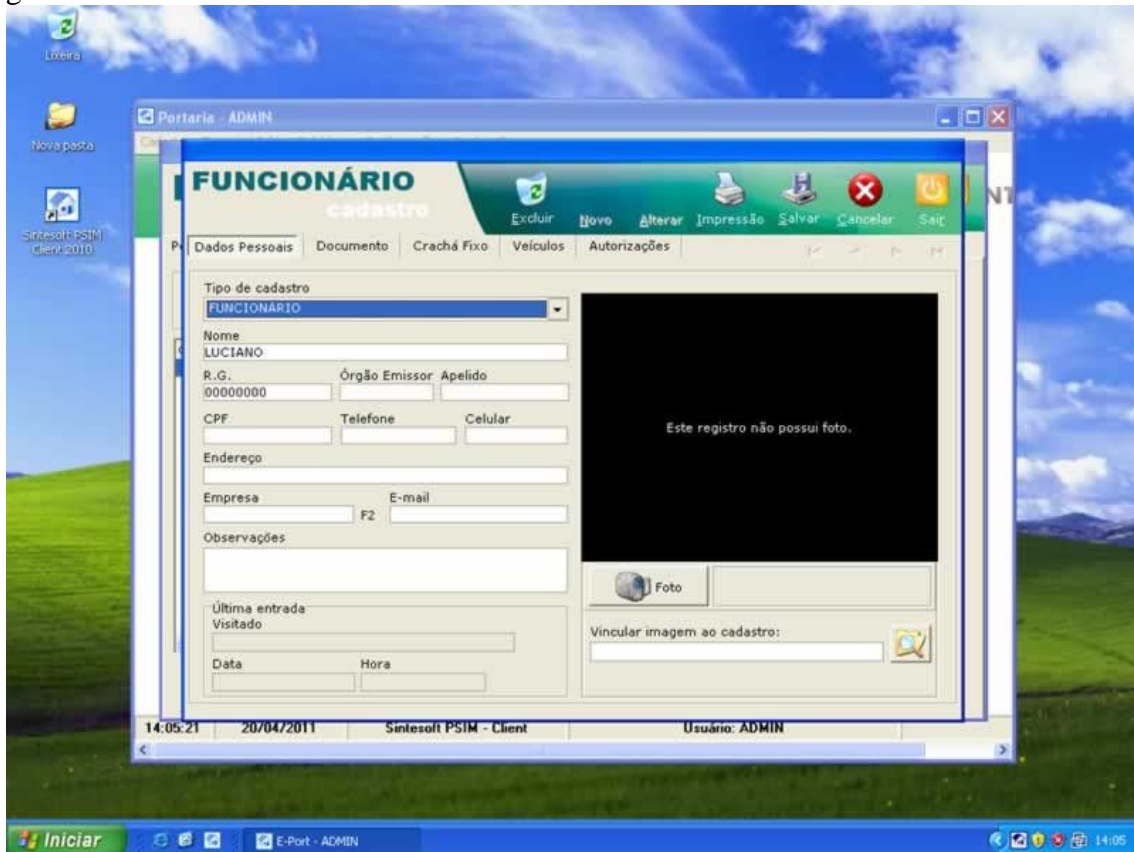 Lixeira
Nova pasta
Sintesoft PSIM
Client 2010
Portaria - ADMIN
FUNCIONÁRIO
cadastro
Excluir Novo Alterar Impressão Salvar Cancelar Sair
Dados Pessoais Documento Crachá Fixo Veículos Autorizações
Tipo de cadastro
FUNCIONÁRIO
Nome
LUCIANO
R.G. Órgão Emissor Apelido
00000000
CPF Telefone Celular
Este registro não possui foto.
Endereço
Empresa E-mail
F2
Observações
Foto
Última entrada
Visitado
Vincular imagem ao cadastro:
Data Hora
14:05:21 20/04/2011 Sintesoft PSIM - Client Usuário: ADMIN
Iniciar E-Port - ADMIN 14:05